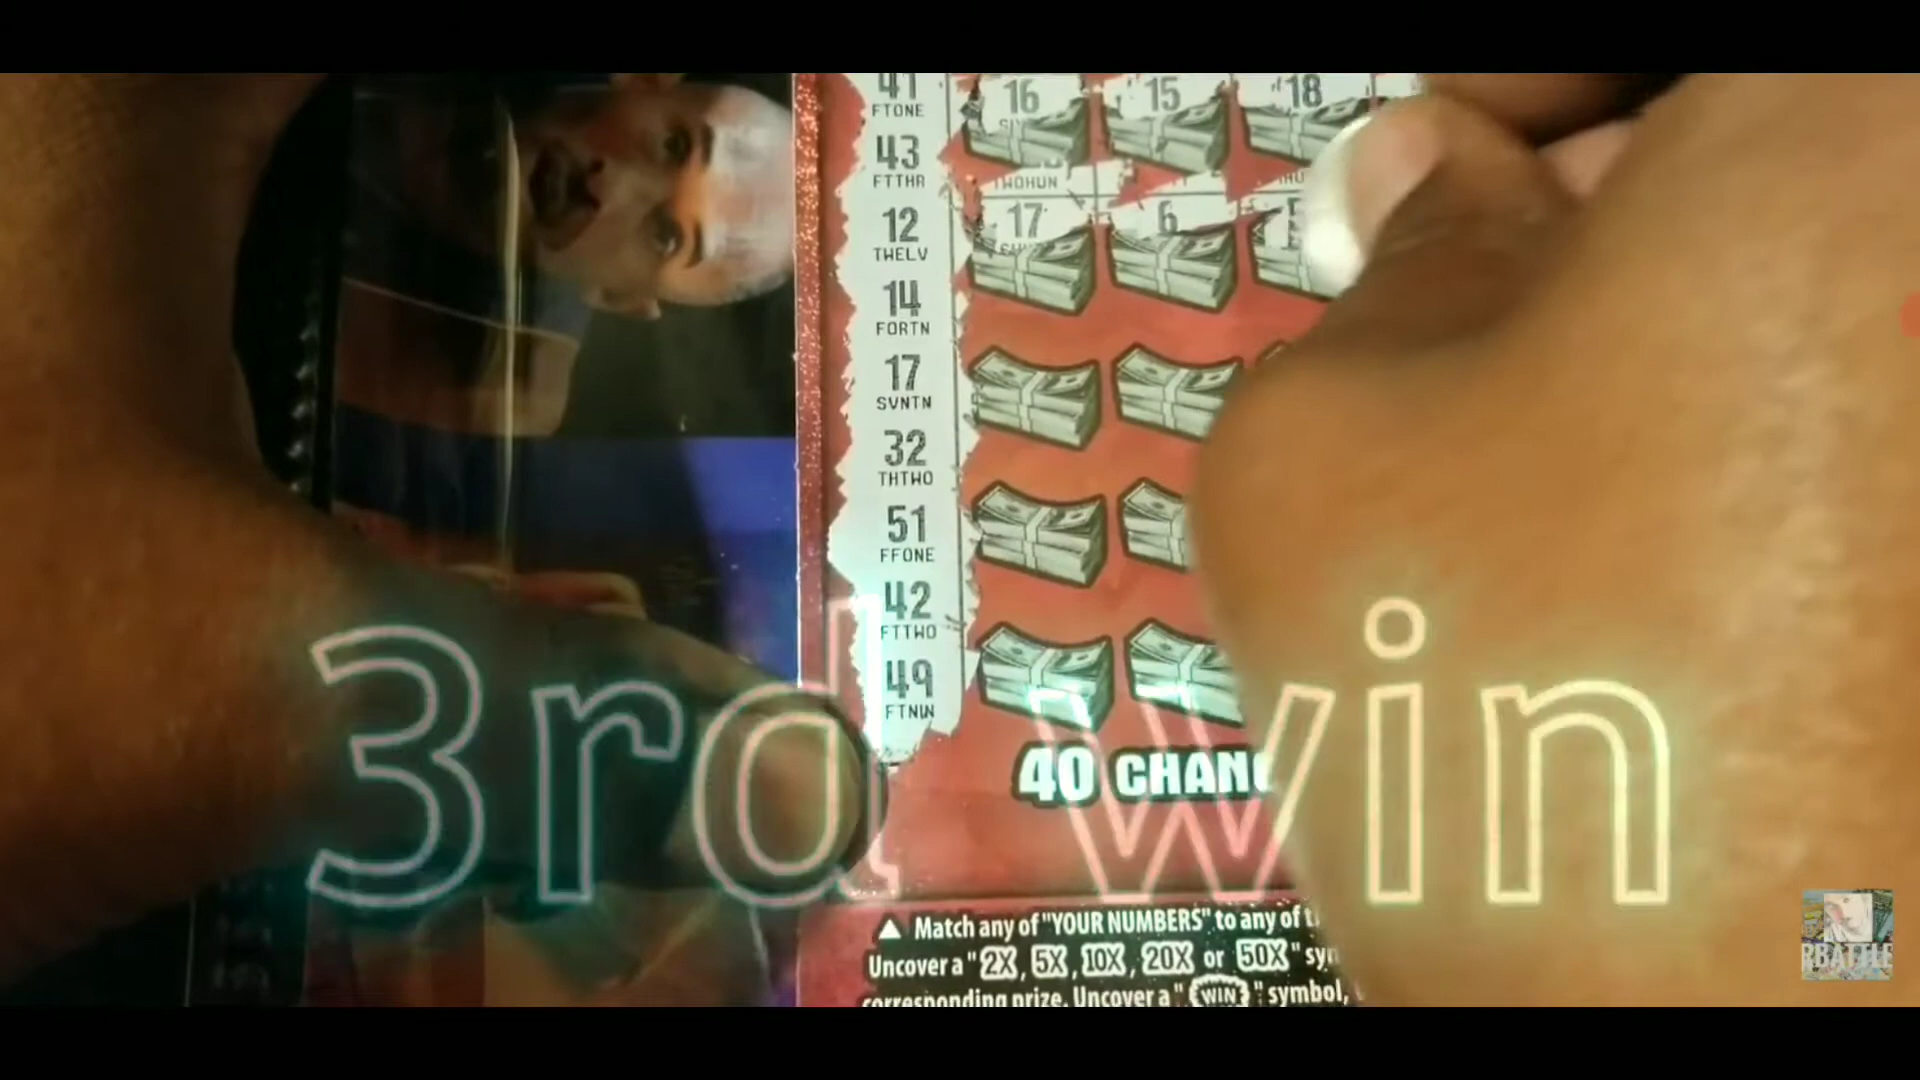 41
FTONE
43
FTTHR
12
TWELV
14
FORTN
17
SVNTN
32
THTWO
51
FFONE
42
FTTWO
49
FTNIN
16 15 18
TWOHUN
17 6
40 CHANC
3rd win
▲ Match any of "YOUR NUMBERS" to any of
Uncover a "2X, 5X, 10X, 20X or 50X"
corresponding prize. Uncover a "WIN" symbol,
RBATTLE